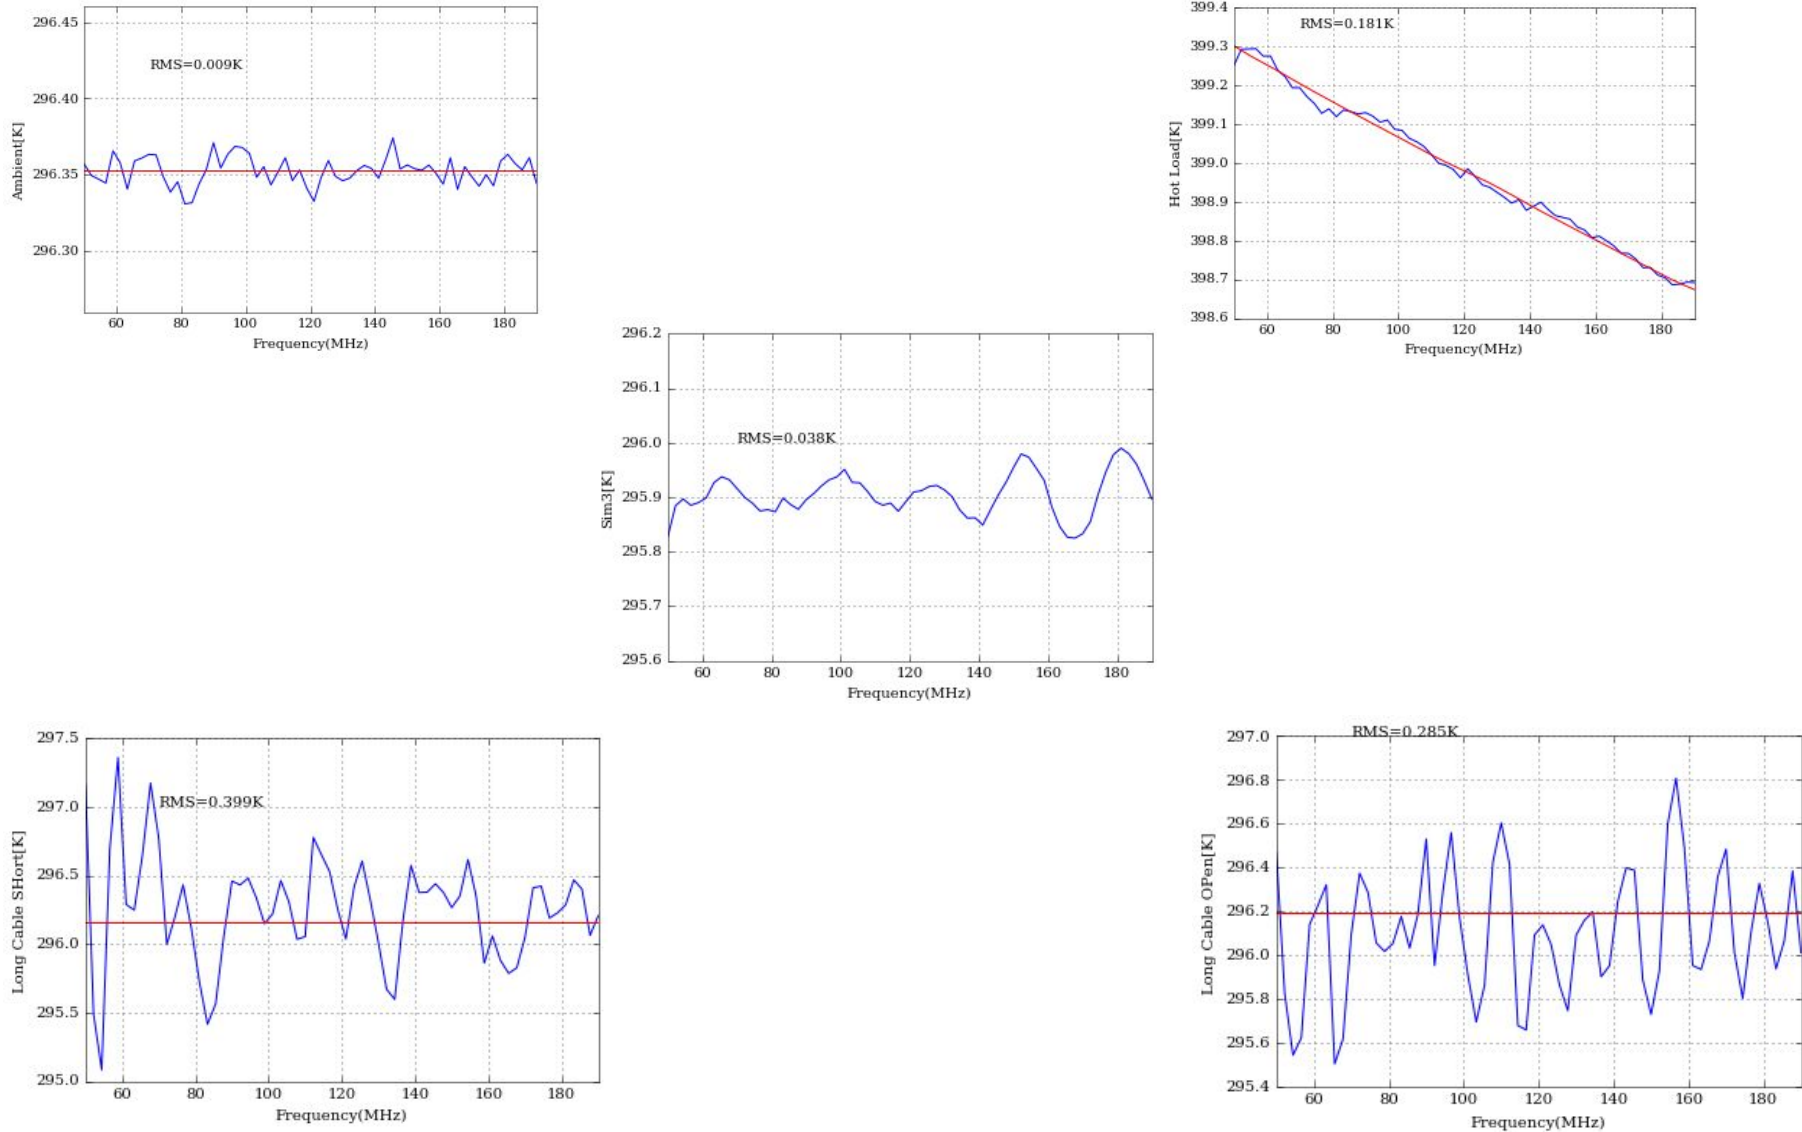 296.45
296.40
296.35
296.30
Ambient[K]
RMS=0.009K
60 80 100 120 140 160 180
Frequency(MHz)
399.4
399.3
399.2
399.1
399.0
398.9
398.8
398.7
398.6
Hot Load[K]
RMS=0.181K
60 80 100 120 140 160 180
Frequency(MHz)
296.2
296.1
296.0
295.9
295.8
295.7
295.6
Sim3[K]
RMS=0.038K
60 80 100 120 140 160 180
Frequency(MHz)
297.5
297.0
296.5
296.0
295.5
295.0
Long Cable SHort[K]
RMS=0.399K
60 80 100 120 140 160 180
Frequency(MHz)
297.0
296.8
296.6
296.4
296.2
296.0
295.8
295.6
295.4
Long Cable OPen[K]
RMS=0.285K
60 80 100 120 140 160 180
Frequency(MHz)